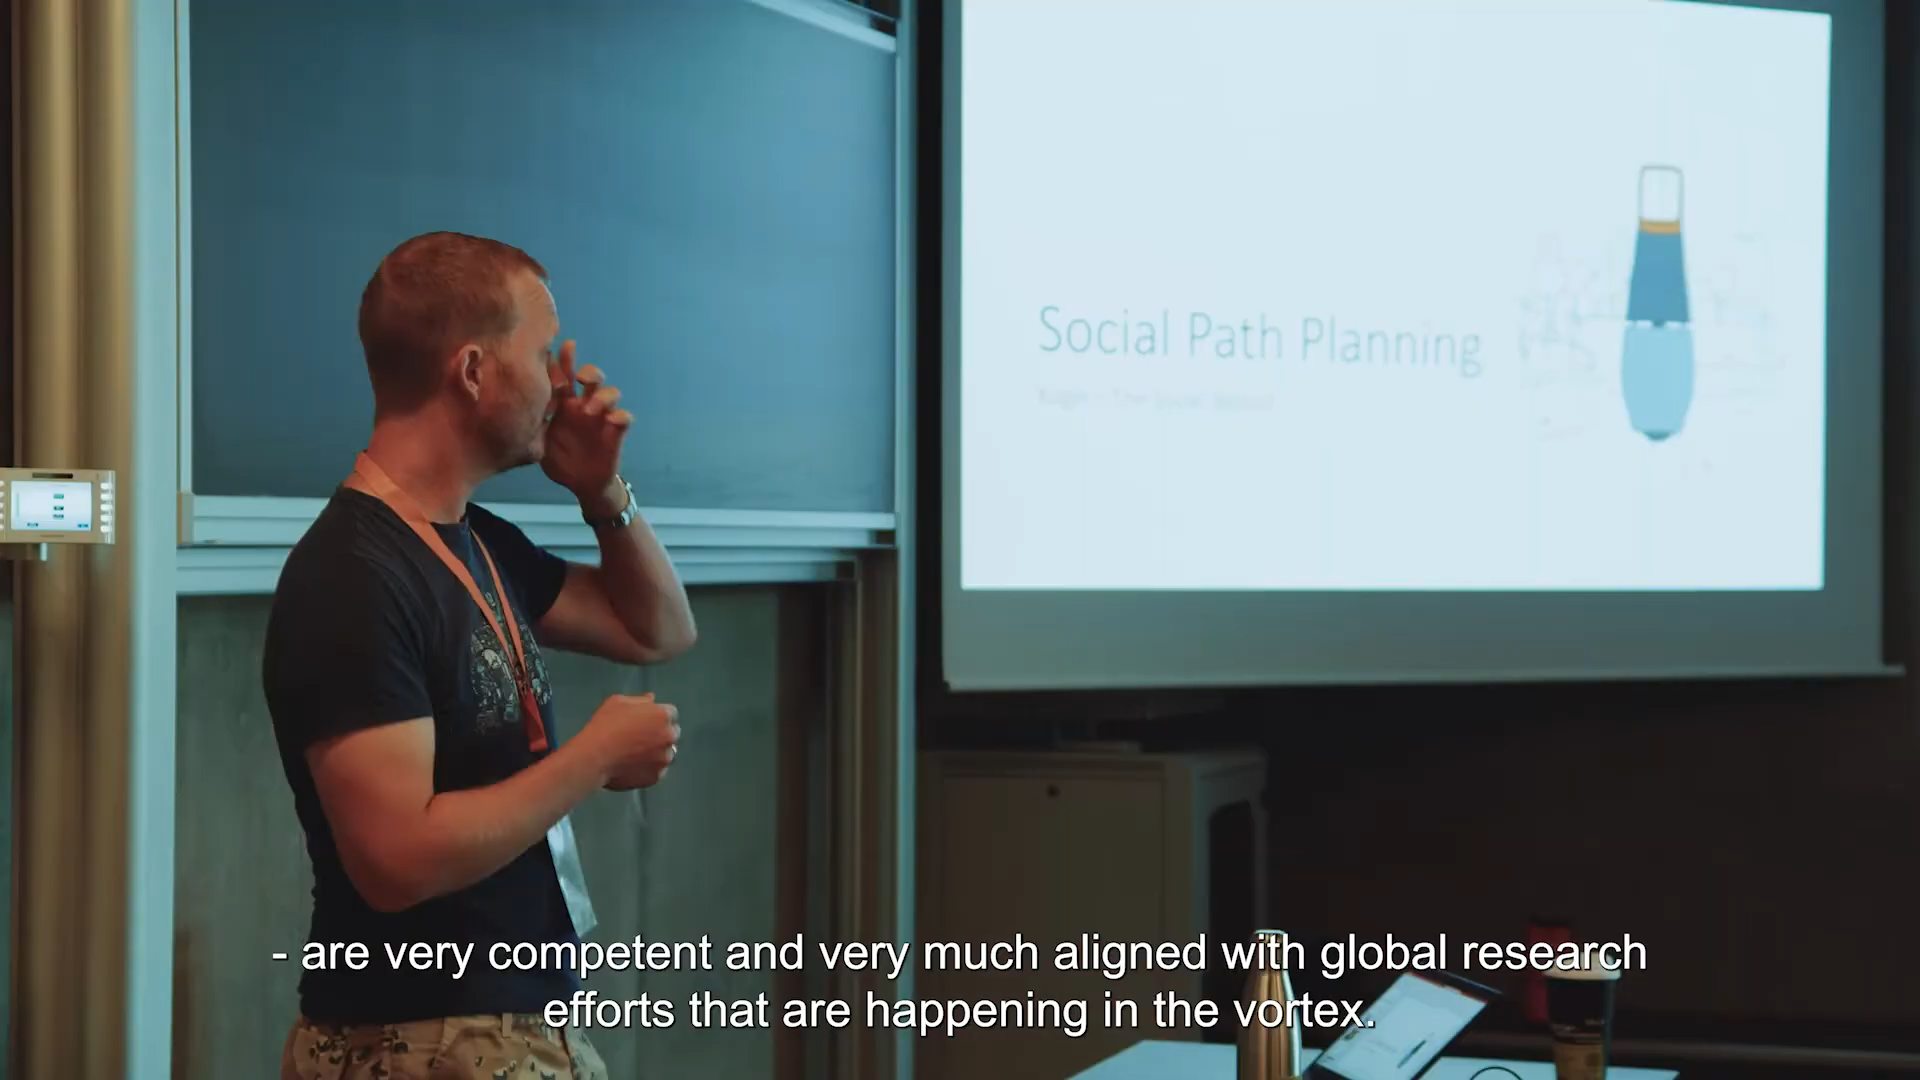 Social Path Planning
- are very competent and very much aligned with global research
efforts that are happening in the vortex.